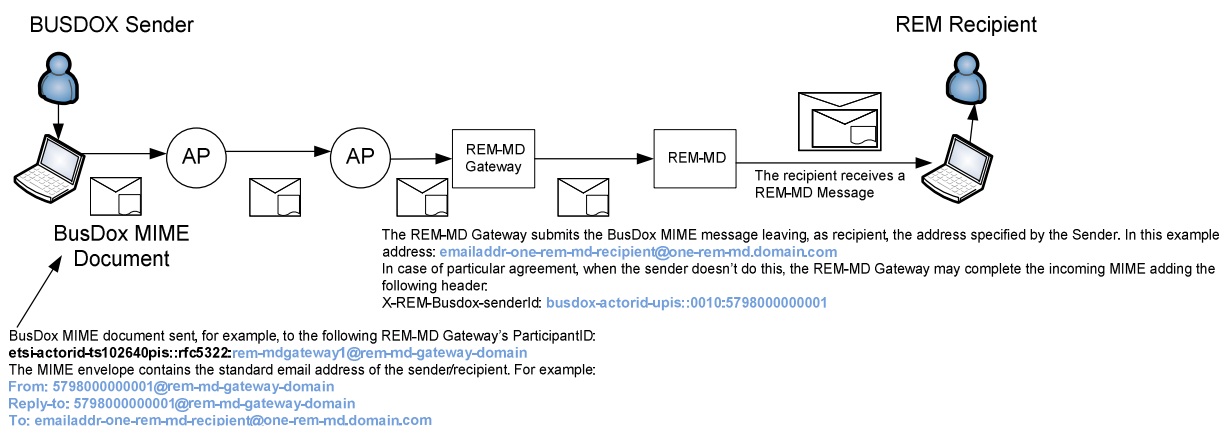 BUSDOX Sender
REM Recipient
AP
AP
REM-MD
Gateway
REM-MD
The recipient receives a
REM-MD Message
BusDox MIME
Document
The REM-MD Gateway submits the BusDox MIME message leaving, as recipient, the address specified by the Sender. In this example
address: emailaddr-one-rem-md-recipient@one-rem-md.domain.com
In case of particular agreement, when the sender doesn't do this, the REM-MD Gateway may complete the incoming MIME adding the
following header:
X-REM-Busdox-senderId: busdox-actorid-upis::0010:5798000000001
BusDox MIME document sent, for example, to the following REM-MD Gateway's ParticipantID:
etsi-actorid-ts102640pis::rfc5322:rem-mdgateway1@rem-md-gateway-domain
The MIME envelope contains the standard email address of the sender/recipient. For example:
From: 5798000000001@rem-md-gateway-domain
Reply-to: 5798000000001@rem-md-gateway-domain
To: emailaddr-one-rem-md-recipient@one-rem-md.domain.com